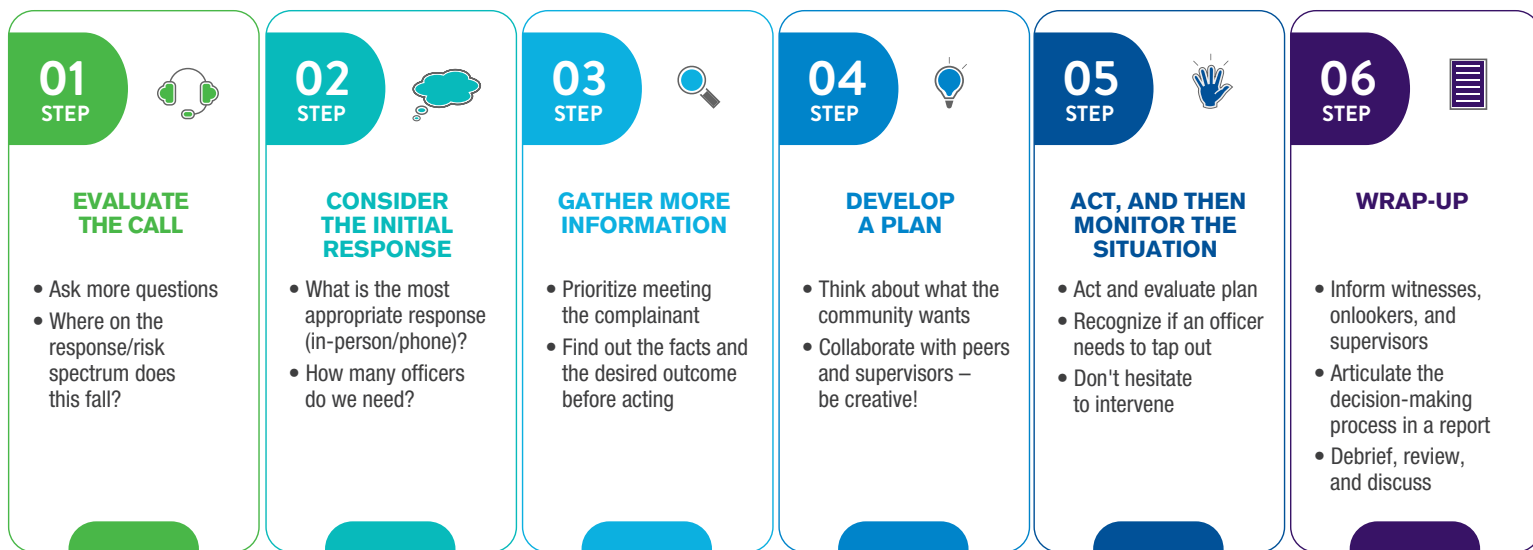 01
STEP
EVALUATE
THE CALL
• Ask more questions
• Where on the
response/risk
spectrum does
this fall?
02
STEP
CONSIDER
THE INITIAL
RESPONSE
• What is the most
appropriate response
(in-person/phone)?
• How many officers
do we need?
03
STEP
GATHER MORE
INFORMATION
• Prioritize meeting
the complainant
• Find out the facts and
the desired outcome
before acting
04
STEP
DEVELOP
A PLAN
• Think about what the
community wants
• Collaborate with peers
and supervisors –
be creative!
05
STEP
ACT, AND THEN
MONITOR THE
SITUATION
• Act and evaluate plan
• Recognize if an officer
needs to tap out
• Don't hesitate
to intervene
06
STEP
WRAP-UP
• Inform witnesses,
onlookers, and
supervisors
• Articulate the
decision-making
process in a report
• Debrief, review,
and discuss